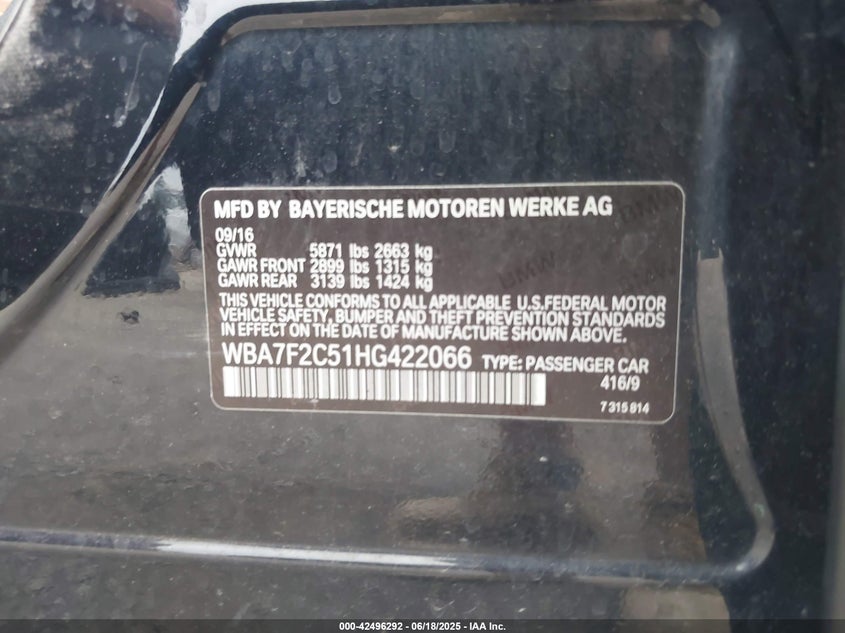 MFD BY BAYERISCHE MOTOREN WERKE AG
09/16
GVWR 5871 lbs 2663 kg
GAWR FRONT 2899 lbs 1315 kg
GAWR REAR 3139 lbs 1424 kg
THIS VEHICLE CONFORMS TO ALL APPLICABLE U.S.FEDERAL MOTOR
VEHICLE SAFETY, BUMPER AND THEFT PREVENTION STANDARDS
IN EFFECT ON THE DATE OF MANUFACTURE SHOWN ABOVE.
WBA7F2C51HG422066 TYPE: PASSENGER CAR
416/9
7 315 814
BMW
BMW
000-42496292 - 06/18/2025 - IAA Inc.